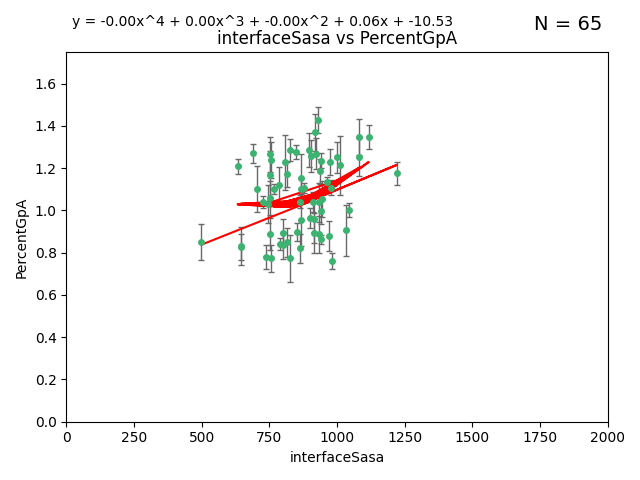 y = -0.00x^4 + 0.00x^3 + -0.00x^2 + 0.06x + -10.53
N = 65
interfaceSasa vs PercentGpA
1.6
1.4
1.2
1.0
0.8
0.6
0.4
0.2
0.0
PercentGpA
0 250 500 750 1000 1250 1500 1750 2000
interfaceSasa